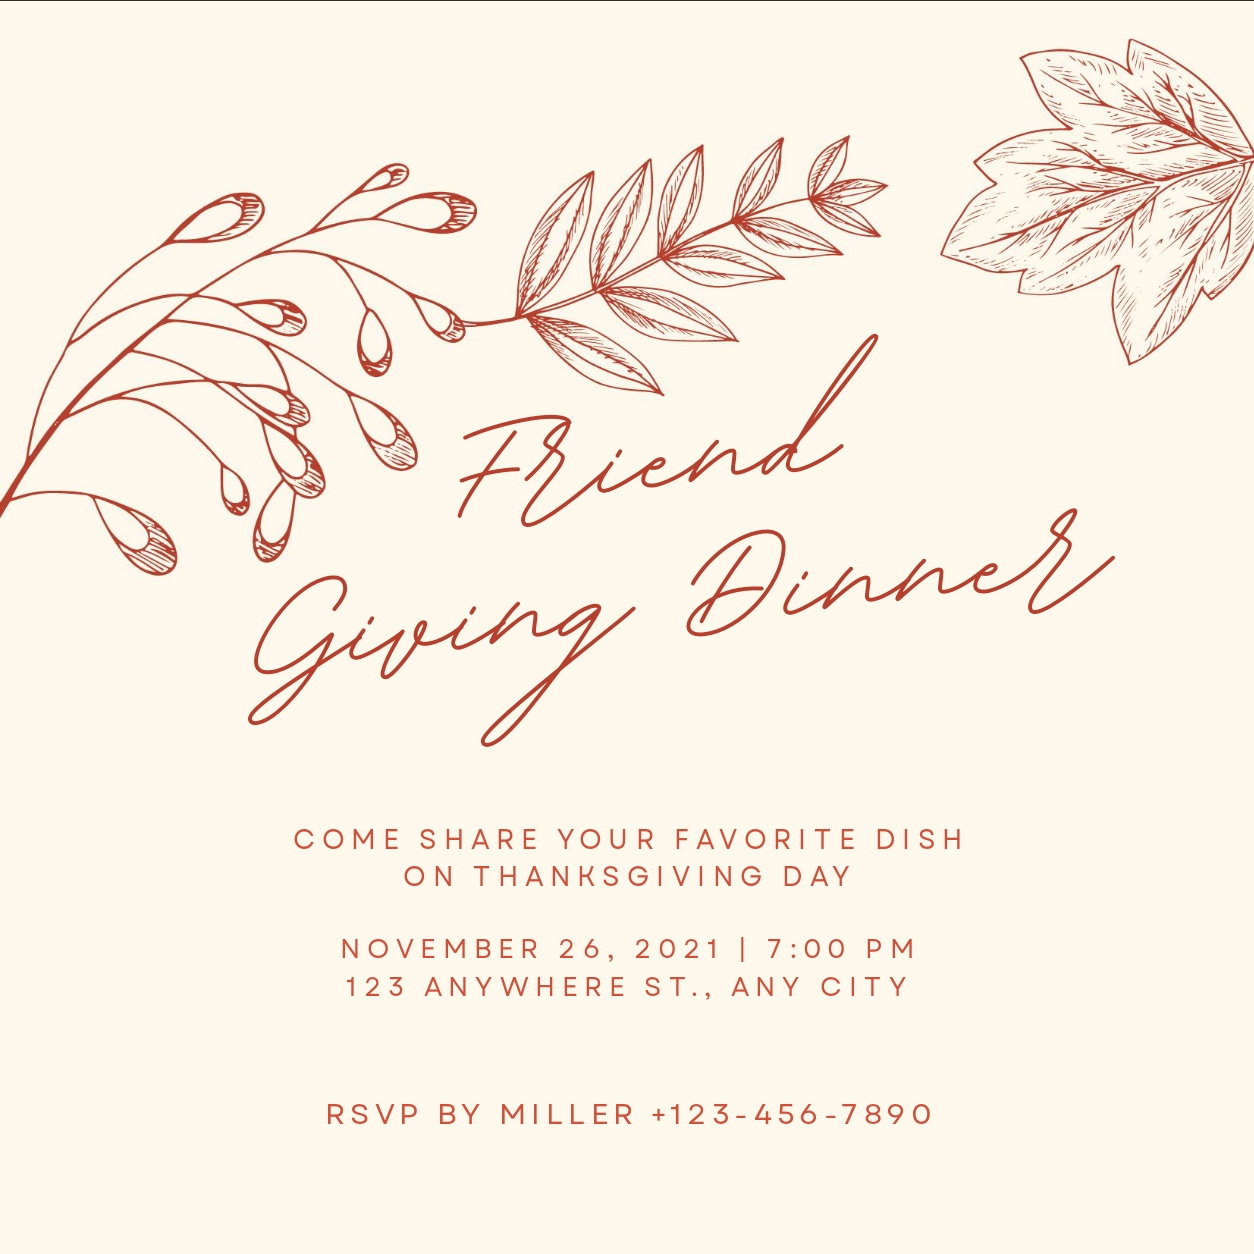 Friend
Giving Dinner
COME SHARE YOUR FAVORITE DISH
ON THANKSGIVING DAY
NOVEMBER 26, 2021 | 7:00 PM
123 ANYWHERE ST., ANY CITY
RSVP BY MILLER +123-456-7890